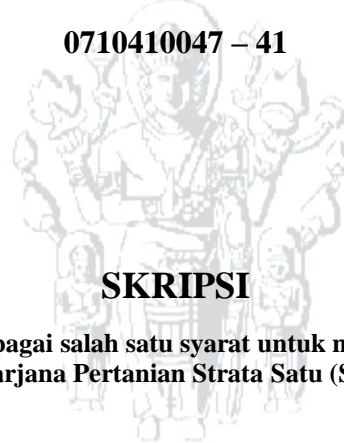 0710410047 – 41
SKRIPSI
bagai salah satu syarat untuk
arjana Pertanian Strata Satu (S